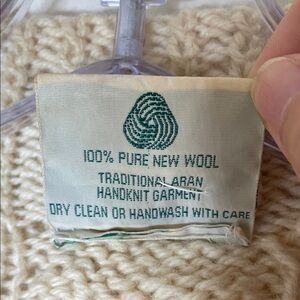 100% PURE NEW WOOL
TRADITIONAL ARAN
HANDKNIT GARMENT
DRY CLEAN OR HANDWASH WITH CARE